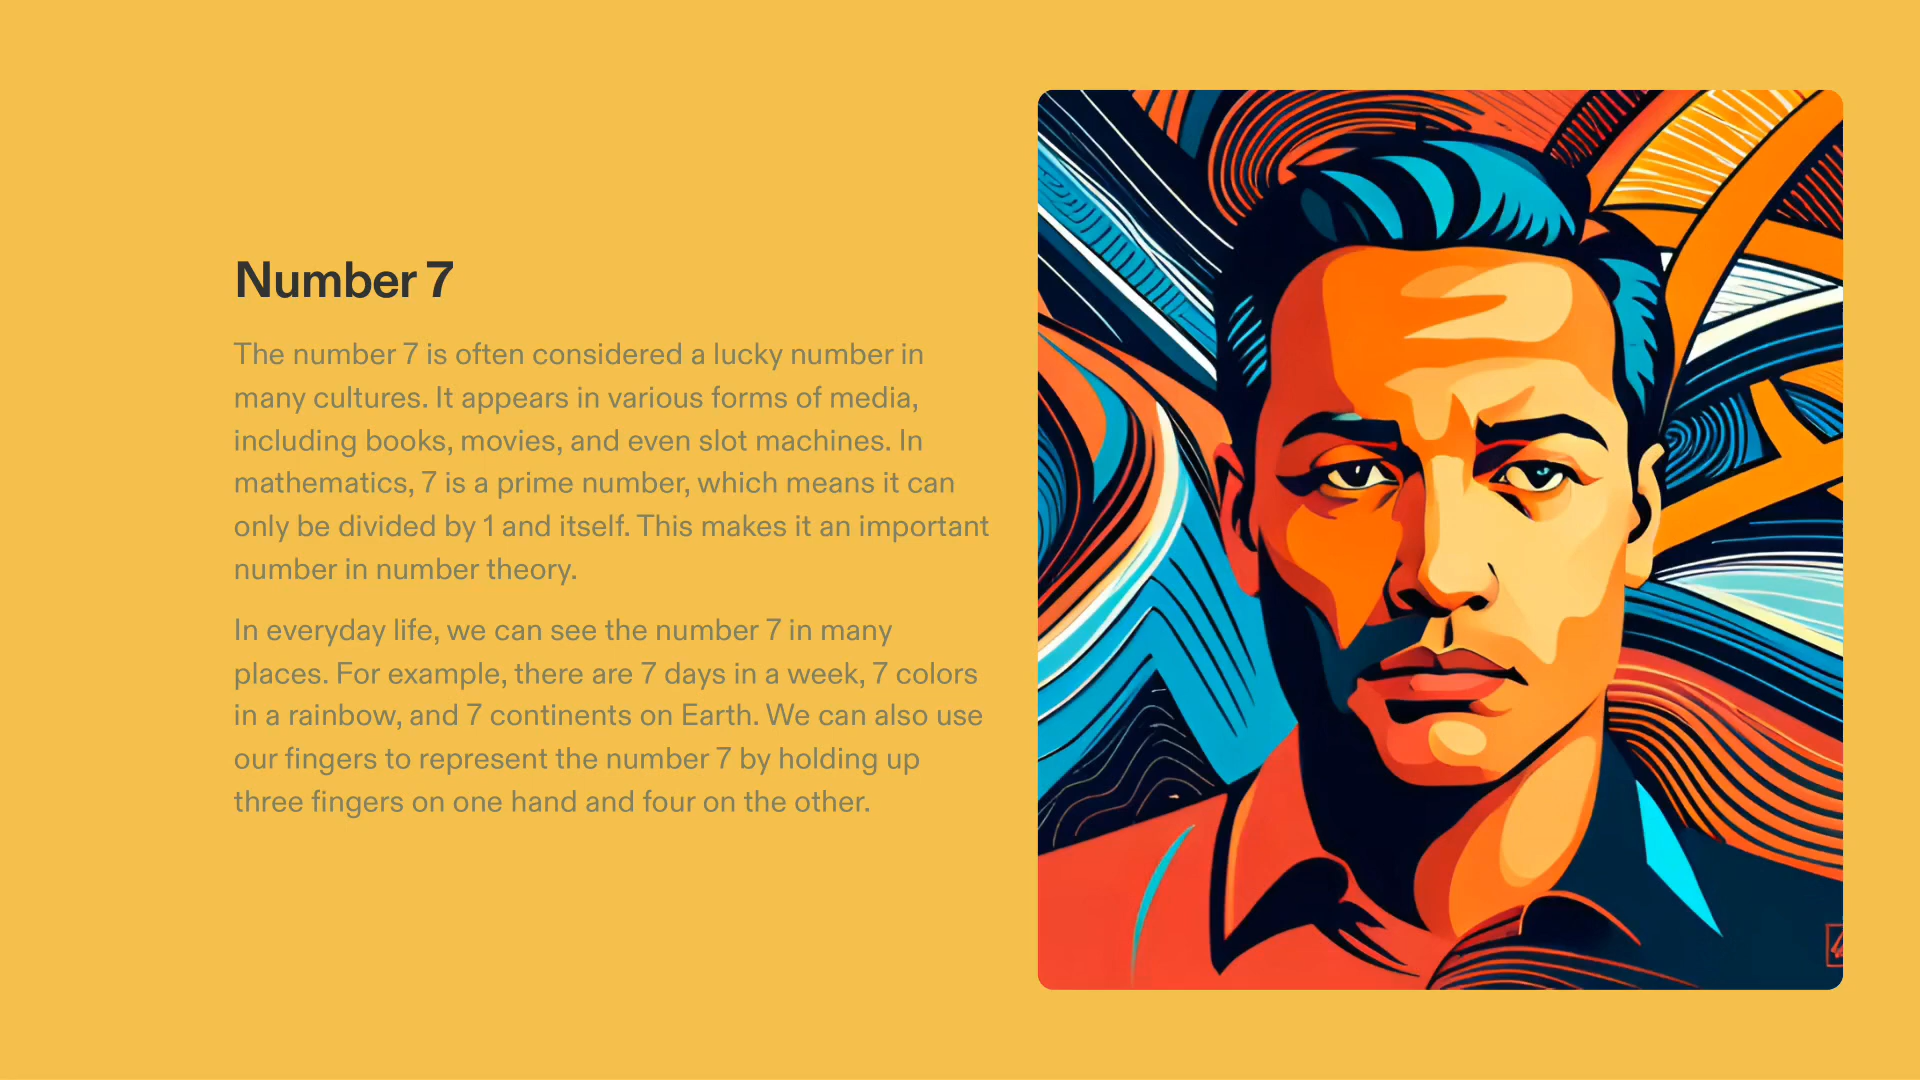 Number 7
The number 7 is often considered a lucky number in
many cultures. It appears in various forms of media,
including books, movies, and even slot machines. In
mathematics, 7 is a prime number, which means it can
only be divided by 1 and itself. This makes it an important
number in number theory.
In everyday life, we can see the number 7 in many
places. For example, there are 7 days in a week, 7 colors
in a rainbow, and 7 continents on Earth. We can also use
our fingers to represent the number 7 by holding up
three fingers on one hand and four on the other.